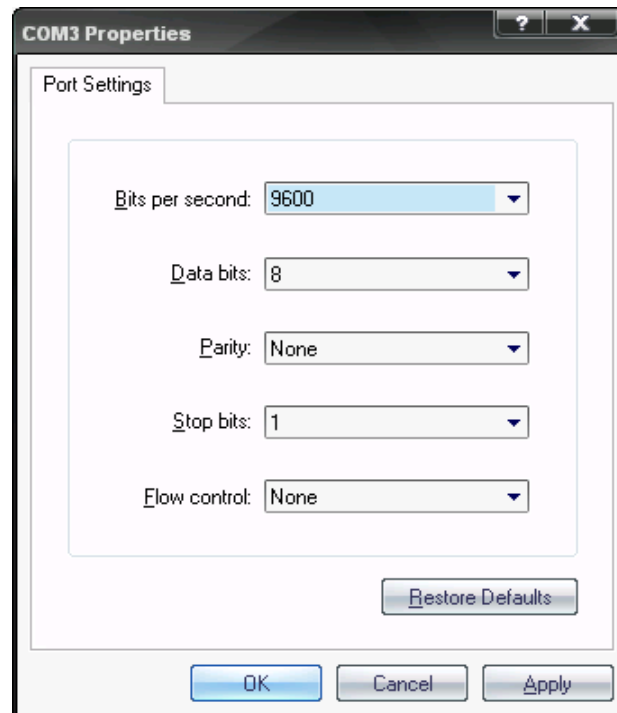 COM3 Properties
? X
Port Settings
Bits per second: 9600
Data bits: 8
Parity: None
Stop bits: 1
Flow control: None
Restore Defaults
OK Cancel Apply